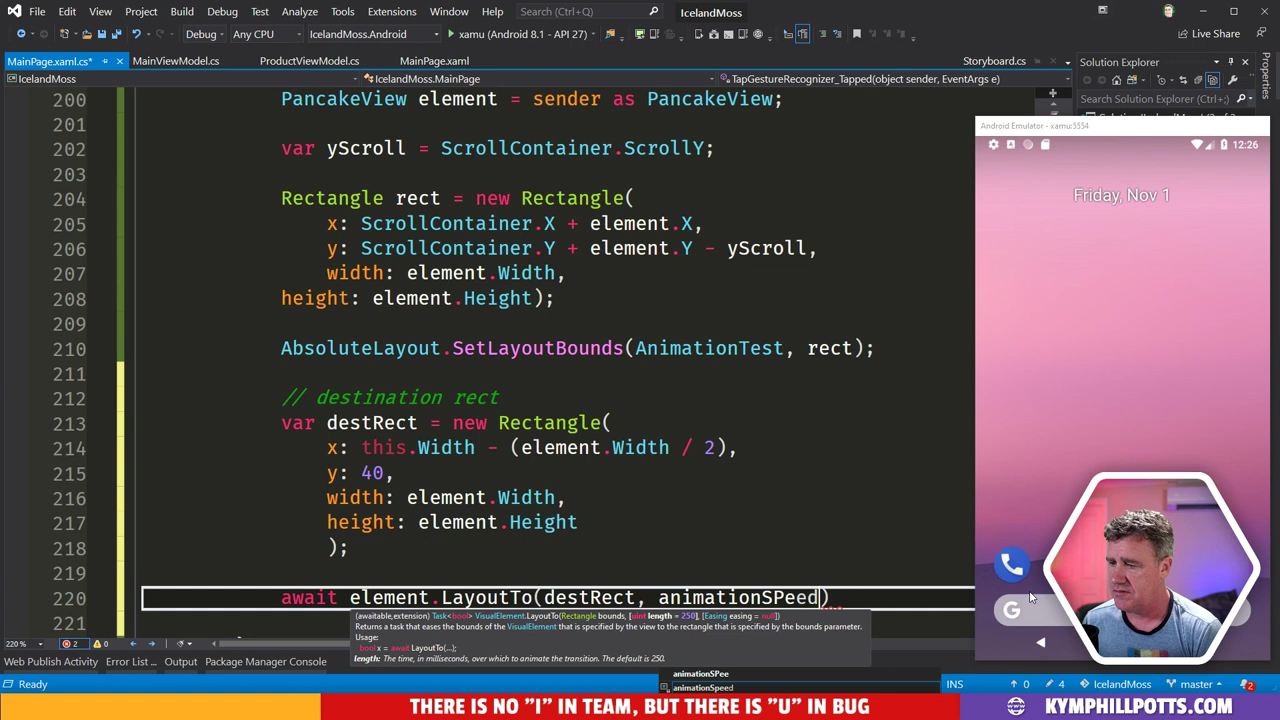 File Edit View Git Project Build Debug Test Analyze Tools Extensions Window Help Search (Ctrl+Q) IcelandMoss
Debug Any CPU IcelandMoss.Android xamu (Android 8.1 - API 27) Live Share
MainPage.xaml.cs* MainViewModel.cs ProductViewModel.cs MainPage.xaml Storyboard.cs Solution Explorer
IcelandMoss IcelandMoss.MainPage TapGestureRecognizer_Tapped(object sender, EventArgs e)
Search Solution Explorer (Ctrl+;)
Properties
200 PancakeView element = sender as PancakeView;
201
202 var yScroll = ScrollContainer.ScrollY;
203
204 Rectangle rect = new Rectangle(
205 x: ScrollContainer.X + element.X,
206 y: ScrollContainer.Y + element.Y - yScroll,
207 width: element.Width,
208 height: element.Height);
209
210 AbsoluteLayout.SetLayoutBounds(AnimationTest, rect);
211
212 // destination rect
213 var destRect = new Rectangle(
214 x: this.Width - (element.Width / 2),
215 y: 40,
216 width: element.Width,
217 height: element.Height
218 );
219
220 await element.LayoutTo(destRect, animationSPeed)
221
(awaitable,extension) Task<bool> VisualElement.LayoutTo(Rectangle bounds, [uint length = 250], [Easing easing = null])
Returns a task that eases the bounds of the VisualElement that is specified by the view to the rectangle that is specified by the bounds parameter.
Usage:
bool x = await LayoutTo(...);
length: The time, in milliseconds, over which to animate the transition. The default is 250.
animationSPee
animationSpeed
Android Emulator - xamu:5554
12:26
Friday, Nov 1
G
220 % 2 0
Web Publish Activity Error List ... Output Package Manager Console
Ready INS 0 4 IcelandMoss master 2
THERE IS NO "I" IN TEAM, BUT THERE IS "U" IN BUG
KYMPHILLPOTTS.COM